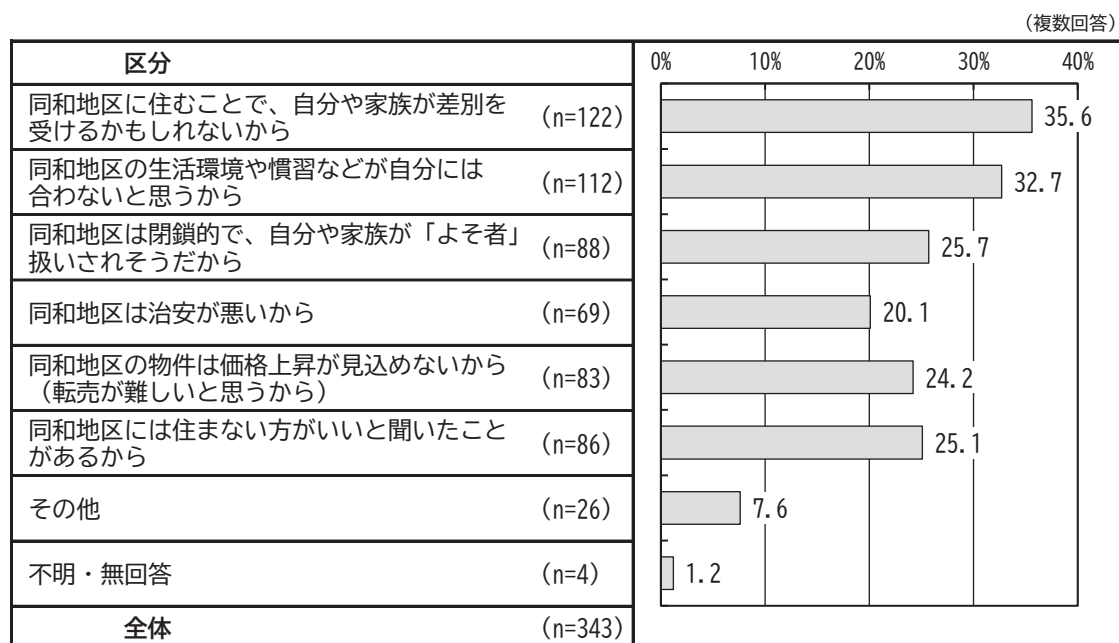 （複数回答）
区分
0% 10% 20% 30% 40%
同和地区に住むことで、自分や家族が差別を
受けるかもしれないから
（n=122）
35.6
同和地区の生活環境や慣習などが自分には
合わないと思うから
（n=112）
32.7
同和地区は閉鎖的で、自分や家族が「よそ者」
扱いされそうだから
（n=88）
25.7
同和地区は治安が悪いから
（n=69）
20.1
同和地区の物件は価格上昇が見込めないから
（転売が難しいと思うから）
（n=83）
24.2
同和地区には住まない方がいいと聞いたこと
があるから
（n=86）
25.1
その他
（n=26）
7.6
不明・無回答
（n=4）
1.2
全体
（n=343）